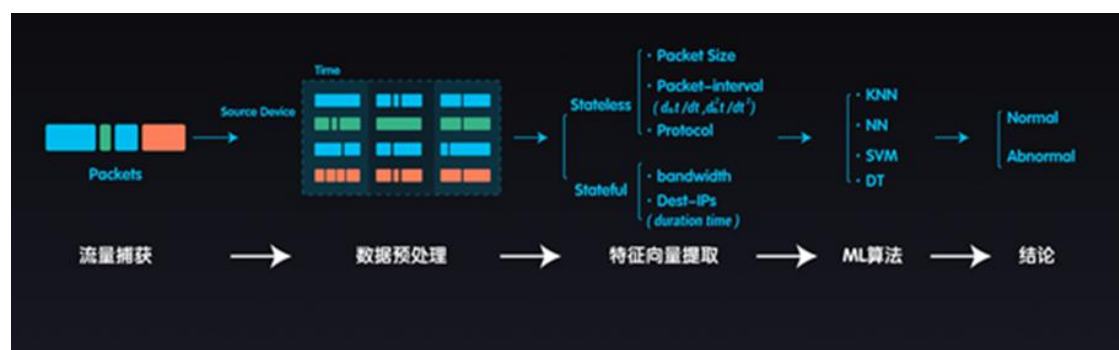 Packets
Source Device
Time
Stateless
· Packet Size
· Packet-interval
· Protocol
Stateful
· bandwidth
· Dest-IPs
( duration time )
· KNN
· NN
· SVM
· DT
Normal
Abnormal
流量捕获
数据预处理
特征向量提取
ML算法
结论